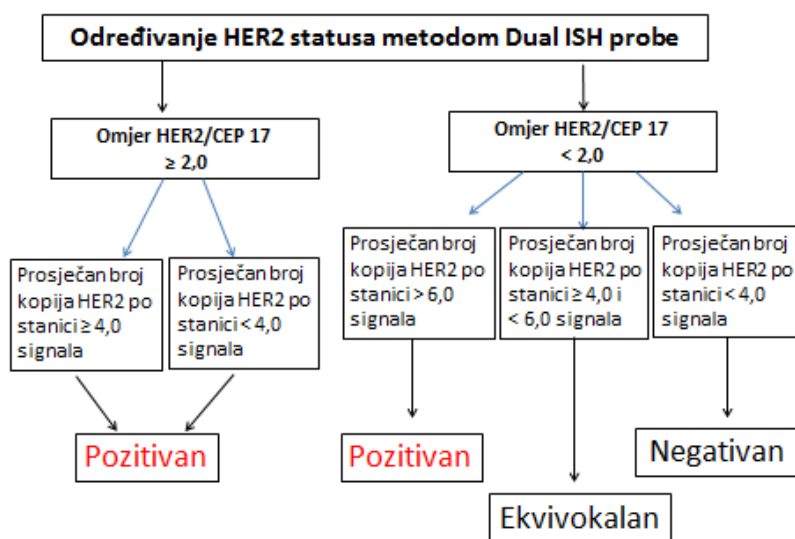 Određivanje HER2 statusa metodom Dual ISH probe
Omjer HER2/CEP 17
≥ 2,0
Omjer HER2/CEP 17
< 2,0
Prosječan broj
kopija HER2 po
stanici ≥ 4,0
signala
Prosječan broj
kopija HER2 po
stanici < 4,0
signala
Prosječan broj
kopija HER2 po
stanici > 6,0
signala
Prosječan broj
kopija HER2 po
stanici ≥ 4,0 i
< 6,0 signala
Prosječan broj
kopija HER2 po
stanici < 4,0
signala
Pozitivan
Pozitivan
Negativan
Ekvivokalan